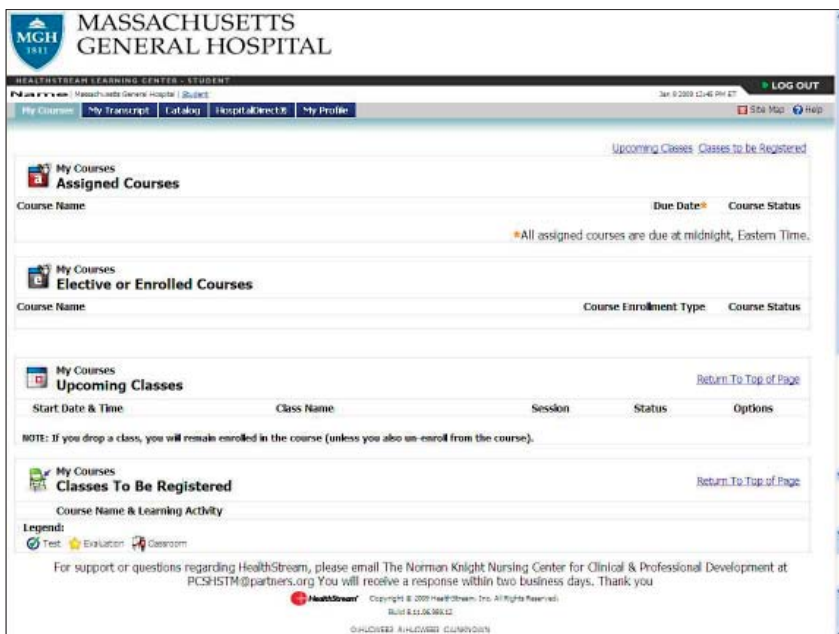 MGH
1811
MASSACHUSETTS
GENERAL HOSPITAL
HEALTHSTREAM LEARNING CENTER - STUDENT
LOG OUT
Name | Massachusetts General Hospital | Student
My Courses My Transcript Catalog HospitalDirect® My Profile
Site Map Help
Upcoming Classes Classes to be Registered
My Courses
Assigned Courses
Course Name Due Date* Course Status
*All assigned courses are due at midnight, Eastern Time.
My Courses
Elective or Enrolled Courses
Course Name Course Enrollment Type Course Status
My Courses
Upcoming Classes
Return To Top of Page
Start Date & Time Class Name Session Status Options
NOTE: If you drop a class, you will remain enrolled in the course (unless you also un-enroll from the course).
My Courses
Classes To Be Registered
Return To Top of Page
Course Name & Learning Activity
Legend:
Test Evaluation Classroom
For support or questions regarding HealthStream, please email The Norman Knight Nursing Center for Clinical & Professional Development at
PCSHSTM@partners.org You will receive a response within two business days. Thank you
HealthStream Copyright © 2009 HealthStream, Inc. All Rights Reserved.